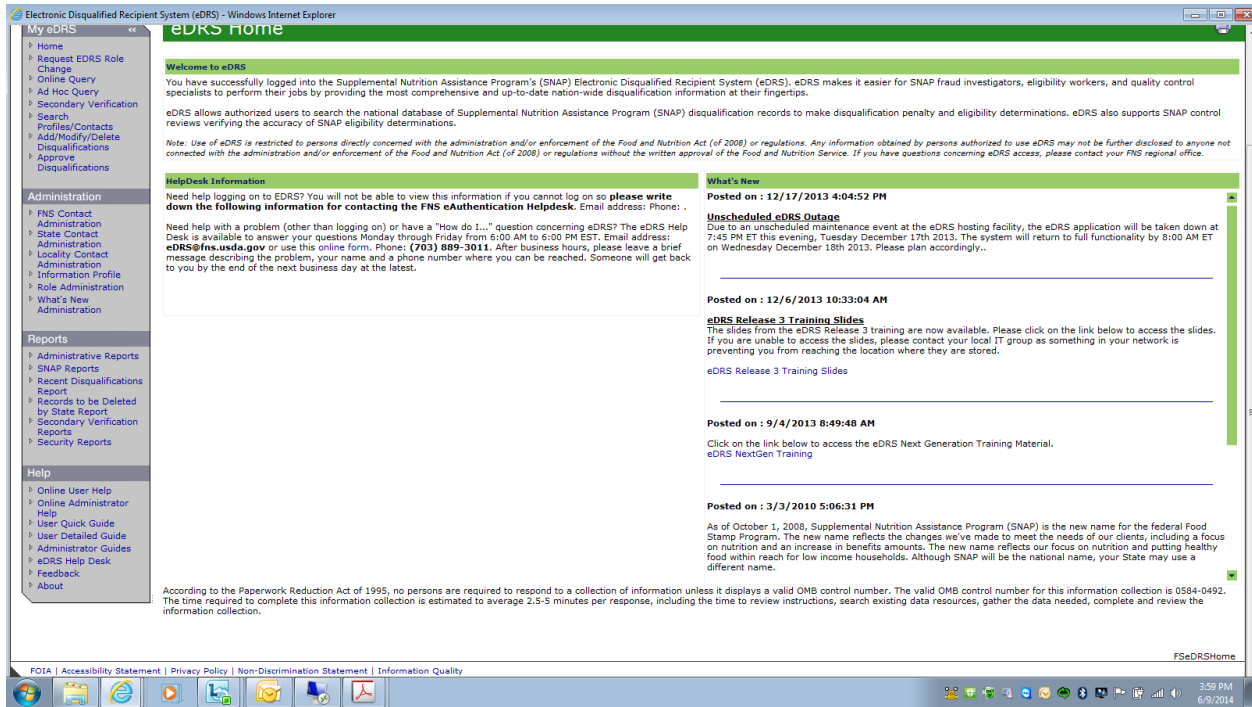 Electronic Disqualified Recipient System (eDRS) - Windows Internet Explorer
My eDRS «
Home
Request EDRS Role
Change
Online Query
Ad Hoc Query
Secondary Verification
Search
Profiles/Contacts
Add/Modify/Delete
Disqualifications
Approve
Disqualifications
Administration
FNS Contact
Administration
State Contact
Administration
Locality Contact
Administration
Information Profile
Role Administration
What's New
Administration
Reports
Administrative Reports
SNAP Reports
Recent Disqualifications
Report
Records to be Deleted
by State Report
Secondary Verification
Reports
Security Reports
Help
Online User Help
Online Administrator
Help
User Quick Guide
User Detailed Guide
Administrator Guides
eDRS Help Desk
Feedback
About
eDRS Home
Welcome to eDRS
You have successfully logged into the Supplemental Nutrition Assistance Program's (SNAP) Electronic Disqualified Recipient System (eDRS). eDRS makes it easier for SNAP fraud investigators, eligibility workers, and quality control
specialists to perform their jobs by providing the most comprehensive and up-to-date nation-wide disqualification information at their fingertips.
eDRS allows authorized users to search the national database of Supplemental Nutrition Assistance Program (SNAP) disqualification records to make disqualification penalty and eligibility determinations. eDRS also supports SNAP control
reviews verifying the accuracy of SNAP eligibility determinations.
Note: Use of eDRS is restricted to persons directly concerned with the administration and/or enforcement of the Food and Nutrition Act (of 2008) or regulations. Any information obtained by persons authorized to use eDRS may not be further disclosed to anyone not
connected with the administration and/or enforcement of the Food and Nutrition Act (of 2008) or regulations without the written approval of the Food and Nutrition Service. If you have questions concerning eDRS access, please contact your FNS regional office.
HelpDesk Information
Need help logging on to EDRS? You will not be able to view this information if you cannot log on so please write
down the following information for contacting the FNS eAuthentication Helpdesk. Email address: Phone: .
Need help with a problem (other than logging on) or have a "How do I..." question concerning eDRS? The eDRS Help
Desk is available to answer your questions Monday through Friday from 6:00 AM to 6:00 PM EST. Email address:
eDRS@fns.usda.gov or use this online form. Phone: (703) 889-3011. After business hours, please leave a brief
message describing the problem, your name and a phone number where you can be reached. Someone will get back
to you by the end of the next business day at the latest.
What's New
Posted on : 12/17/2013 4:04:52 PM
Unscheduled eDRS Outage
Due to an unscheduled maintenance event at the eDRS hosting facility, the eDRS application will be taken down at
7:45 PM ET this evening, Tuesday December 17th 2013. The system will return to full functionality by 8:00 AM ET
on Wednesday December 18th 2013. Please plan accordingly..
Posted on : 12/6/2013 10:33:04 AM
eDRS Release 3 Training Slides
The slides from the eDRS Release 3 training are now available. Please click on the link below to access the slides.
If you are unable to access the slides, please contact your local IT group as something in your network is
preventing you from reaching the location where they are stored.
eDRS Release 3 Training Slides
Posted on : 9/4/2013 8:49:48 AM
Click on the link below to access the eDRS Next Generation Training Material.
eDRS NextGen Training
Posted on : 3/3/2010 5:06:31 PM
As of October 1, 2008, Supplemental Nutrition Assistance Program (SNAP) is the new name for the federal Food
Stamp Program. The new name reflects the changes we've made to meet the needs of our clients, including a focus
on nutrition and an increase in benefits amounts. The new name reflects our focus on nutrition and putting healthy
food within reach for low income households. Although SNAP will be the national name, your State may use a
different name.
According to the Paperwork Reduction Act of 1995, no persons are required to respond to a collection of information unless it displays a valid OMB control number. The valid OMB control number for this information collection is 0584-0492.
The time required to complete this information collection is estimated to average 2.5-5 minutes per response, including the time to review instructions, search existing data resources, gather the data needed, complete and review the
information collection.
FSeDRSHome
FOIA | Accessibility Statement | Privacy Policy | Non-Discrimination Statement | Information Quality
3:59 PM
6/9/2014